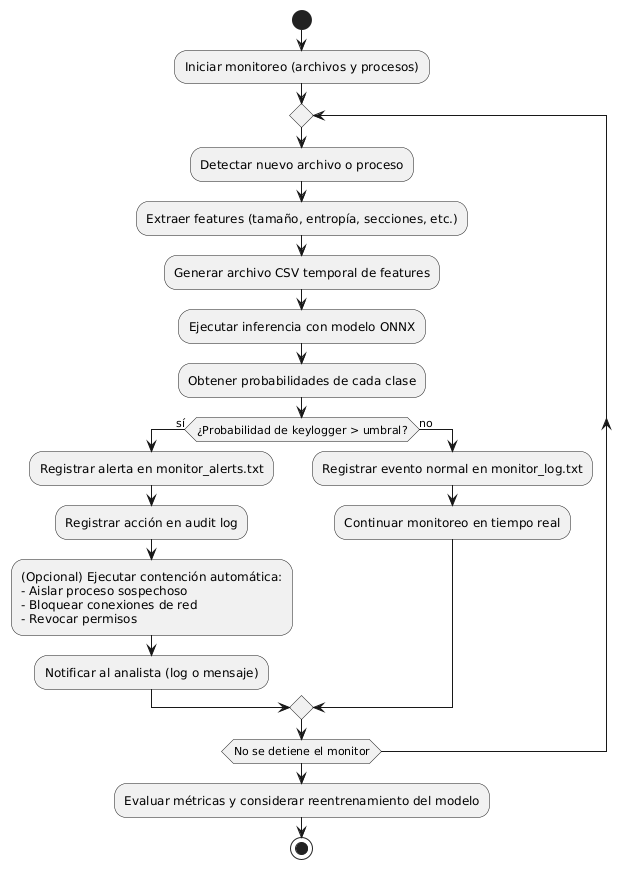 Iniciar monitoreo (archivos y procesos)
Detectar nuevo archivo o proceso
Extraer features (tamaño, entropía, secciones, etc.)
Generar archivo CSV temporal de features
Ejecutar inferencia con modelo ONNX
Obtener probabilidades de cada clase
sí
¿Probabilidad de keylogger > umbral?
no
Registrar alerta en monitor_alerts.txt
Registrar acción en audit log
(Opcional) Ejecutar contención automática:
- Aislar proceso sospechoso
- Bloquear conexiones de red
- Revocar permisos
Notificar al analista (log o mensaje)
Registrar evento normal en monitor_log.txt
Continuar monitoreo en tiempo real
No se detiene el monitor
Evaluar métricas y considerar reentrenamiento del modelo